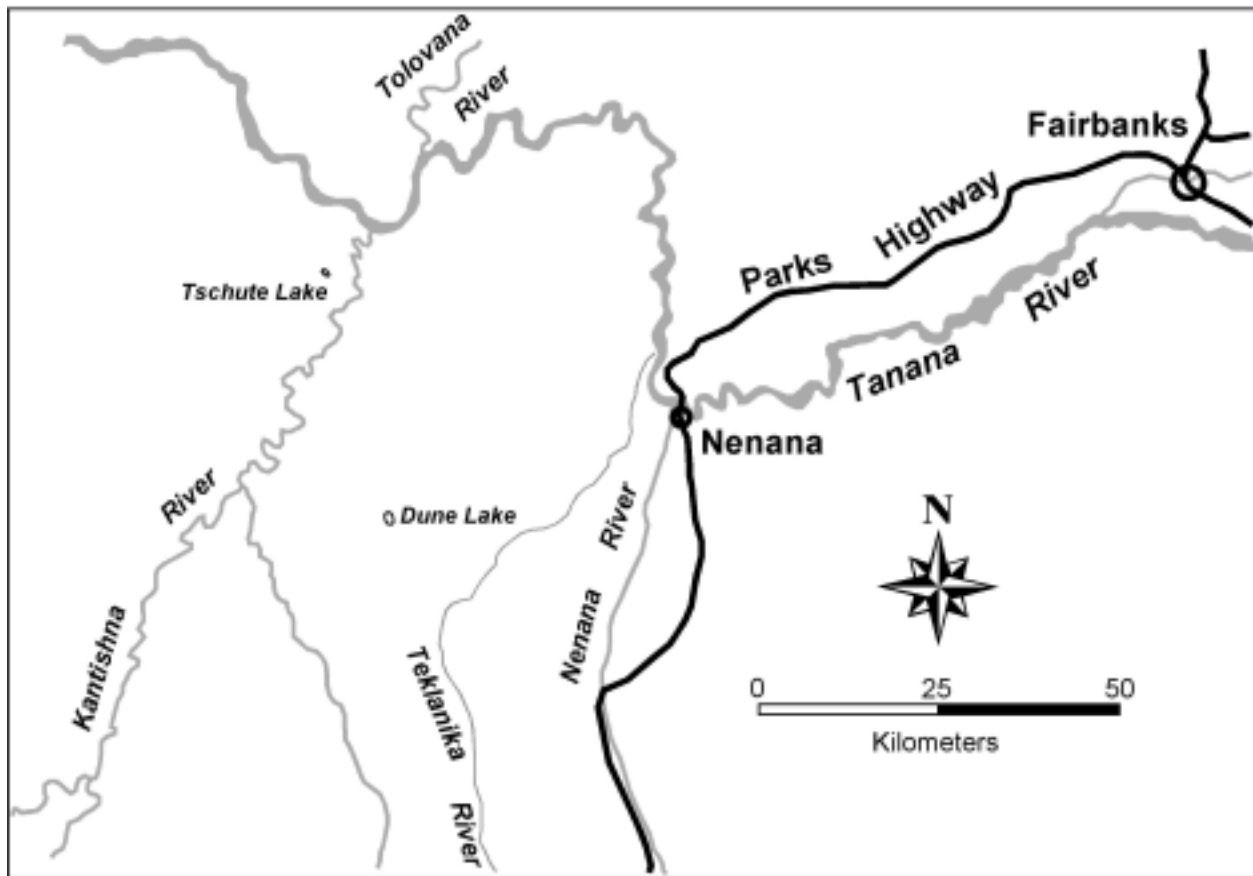 Tolovana
River
Fairbanks
Parks Highway
Tschute Lake
Tanana River
Nenana
Dune Lake
Kantishna River
Teklanika River
Nenana River
N
0 25 50
Kilometers